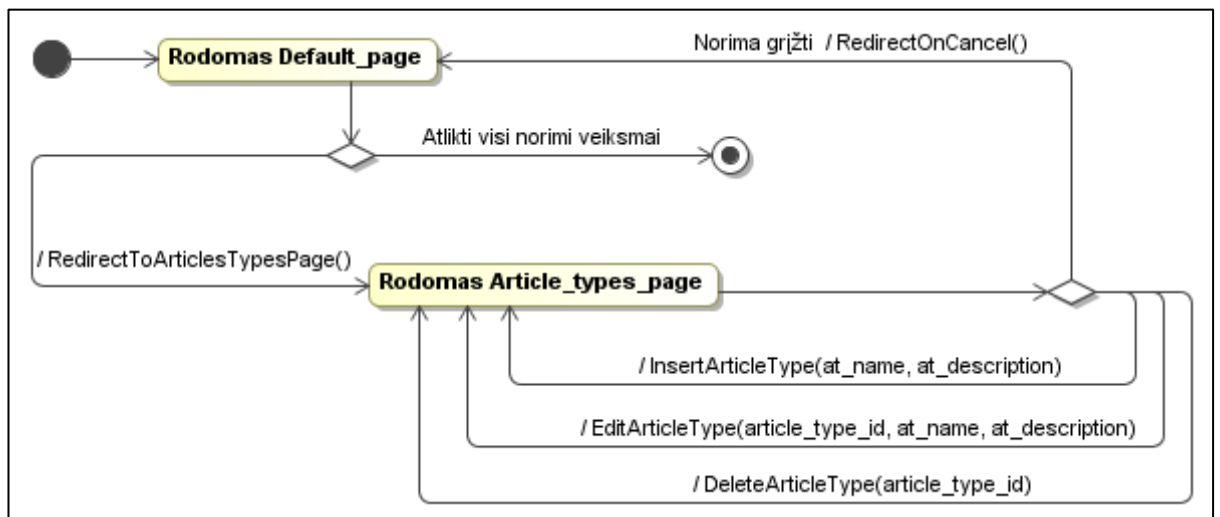 Norima grįžti / RedirectOnCancel()
Rodomas Default_page
Atlikti visi norimi veiksmai
/ RedirectToArticlesTypesPage()
Rodomas Article_types_page
/ InsertArticleType(at_name, at_description)
/ EditArticleType(article_type_id, at_name, at_description)
/ DeleteArticleType(article_type_id)